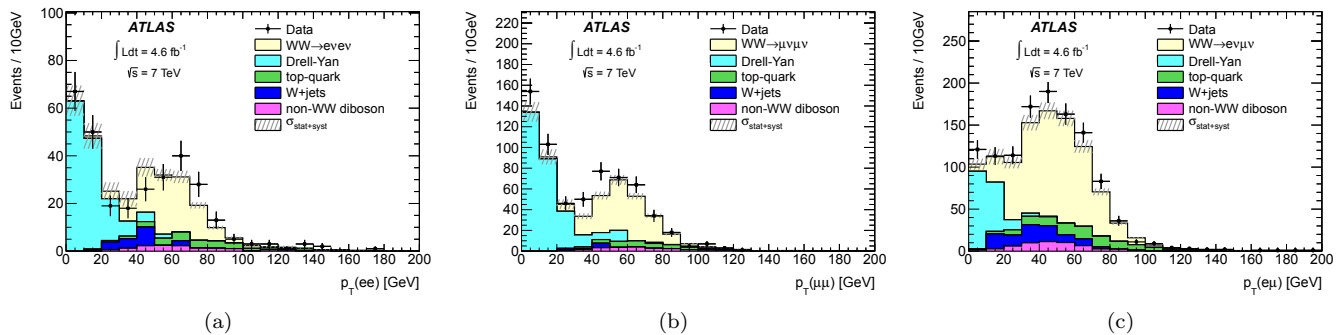 ATLAS
∫ Ldt = 4.6 fb⁻¹
√s = 7 TeV
Data
WW→eνeν
Drell-Yan
top-quark
W+jets
non-WW diboson
σstat+syst
Events / 10GeV
100
80
60
40
20
0
0 20 40 60 80 100 120 140 160 180 200
pT(ee) [GeV]
(a)
ATLAS
∫ Ldt = 4.6 fb⁻¹
√s = 7 TeV
Data
WW→μνμν
Drell-Yan
top-quark
W+jets
non-WW diboson
σstat+syst
Events / 10GeV
220
200
180
160
140
120
100
80
60
40
20
0
0 20 40 60 80 100 120 140 160 180 200
pT(μμ) [GeV]
(b)
ATLAS
∫ Ldt = 4.6 fb⁻¹
√s = 7 TeV
Data
WW→eνμν
Drell-Yan
top-quark
W+jets
non-WW diboson
σstat+syst
Events / 10GeV
250
200
150
100
50
0
0 20 40 60 80 100 120 140 160 180 200
pT(eμ) [GeV]
(c)